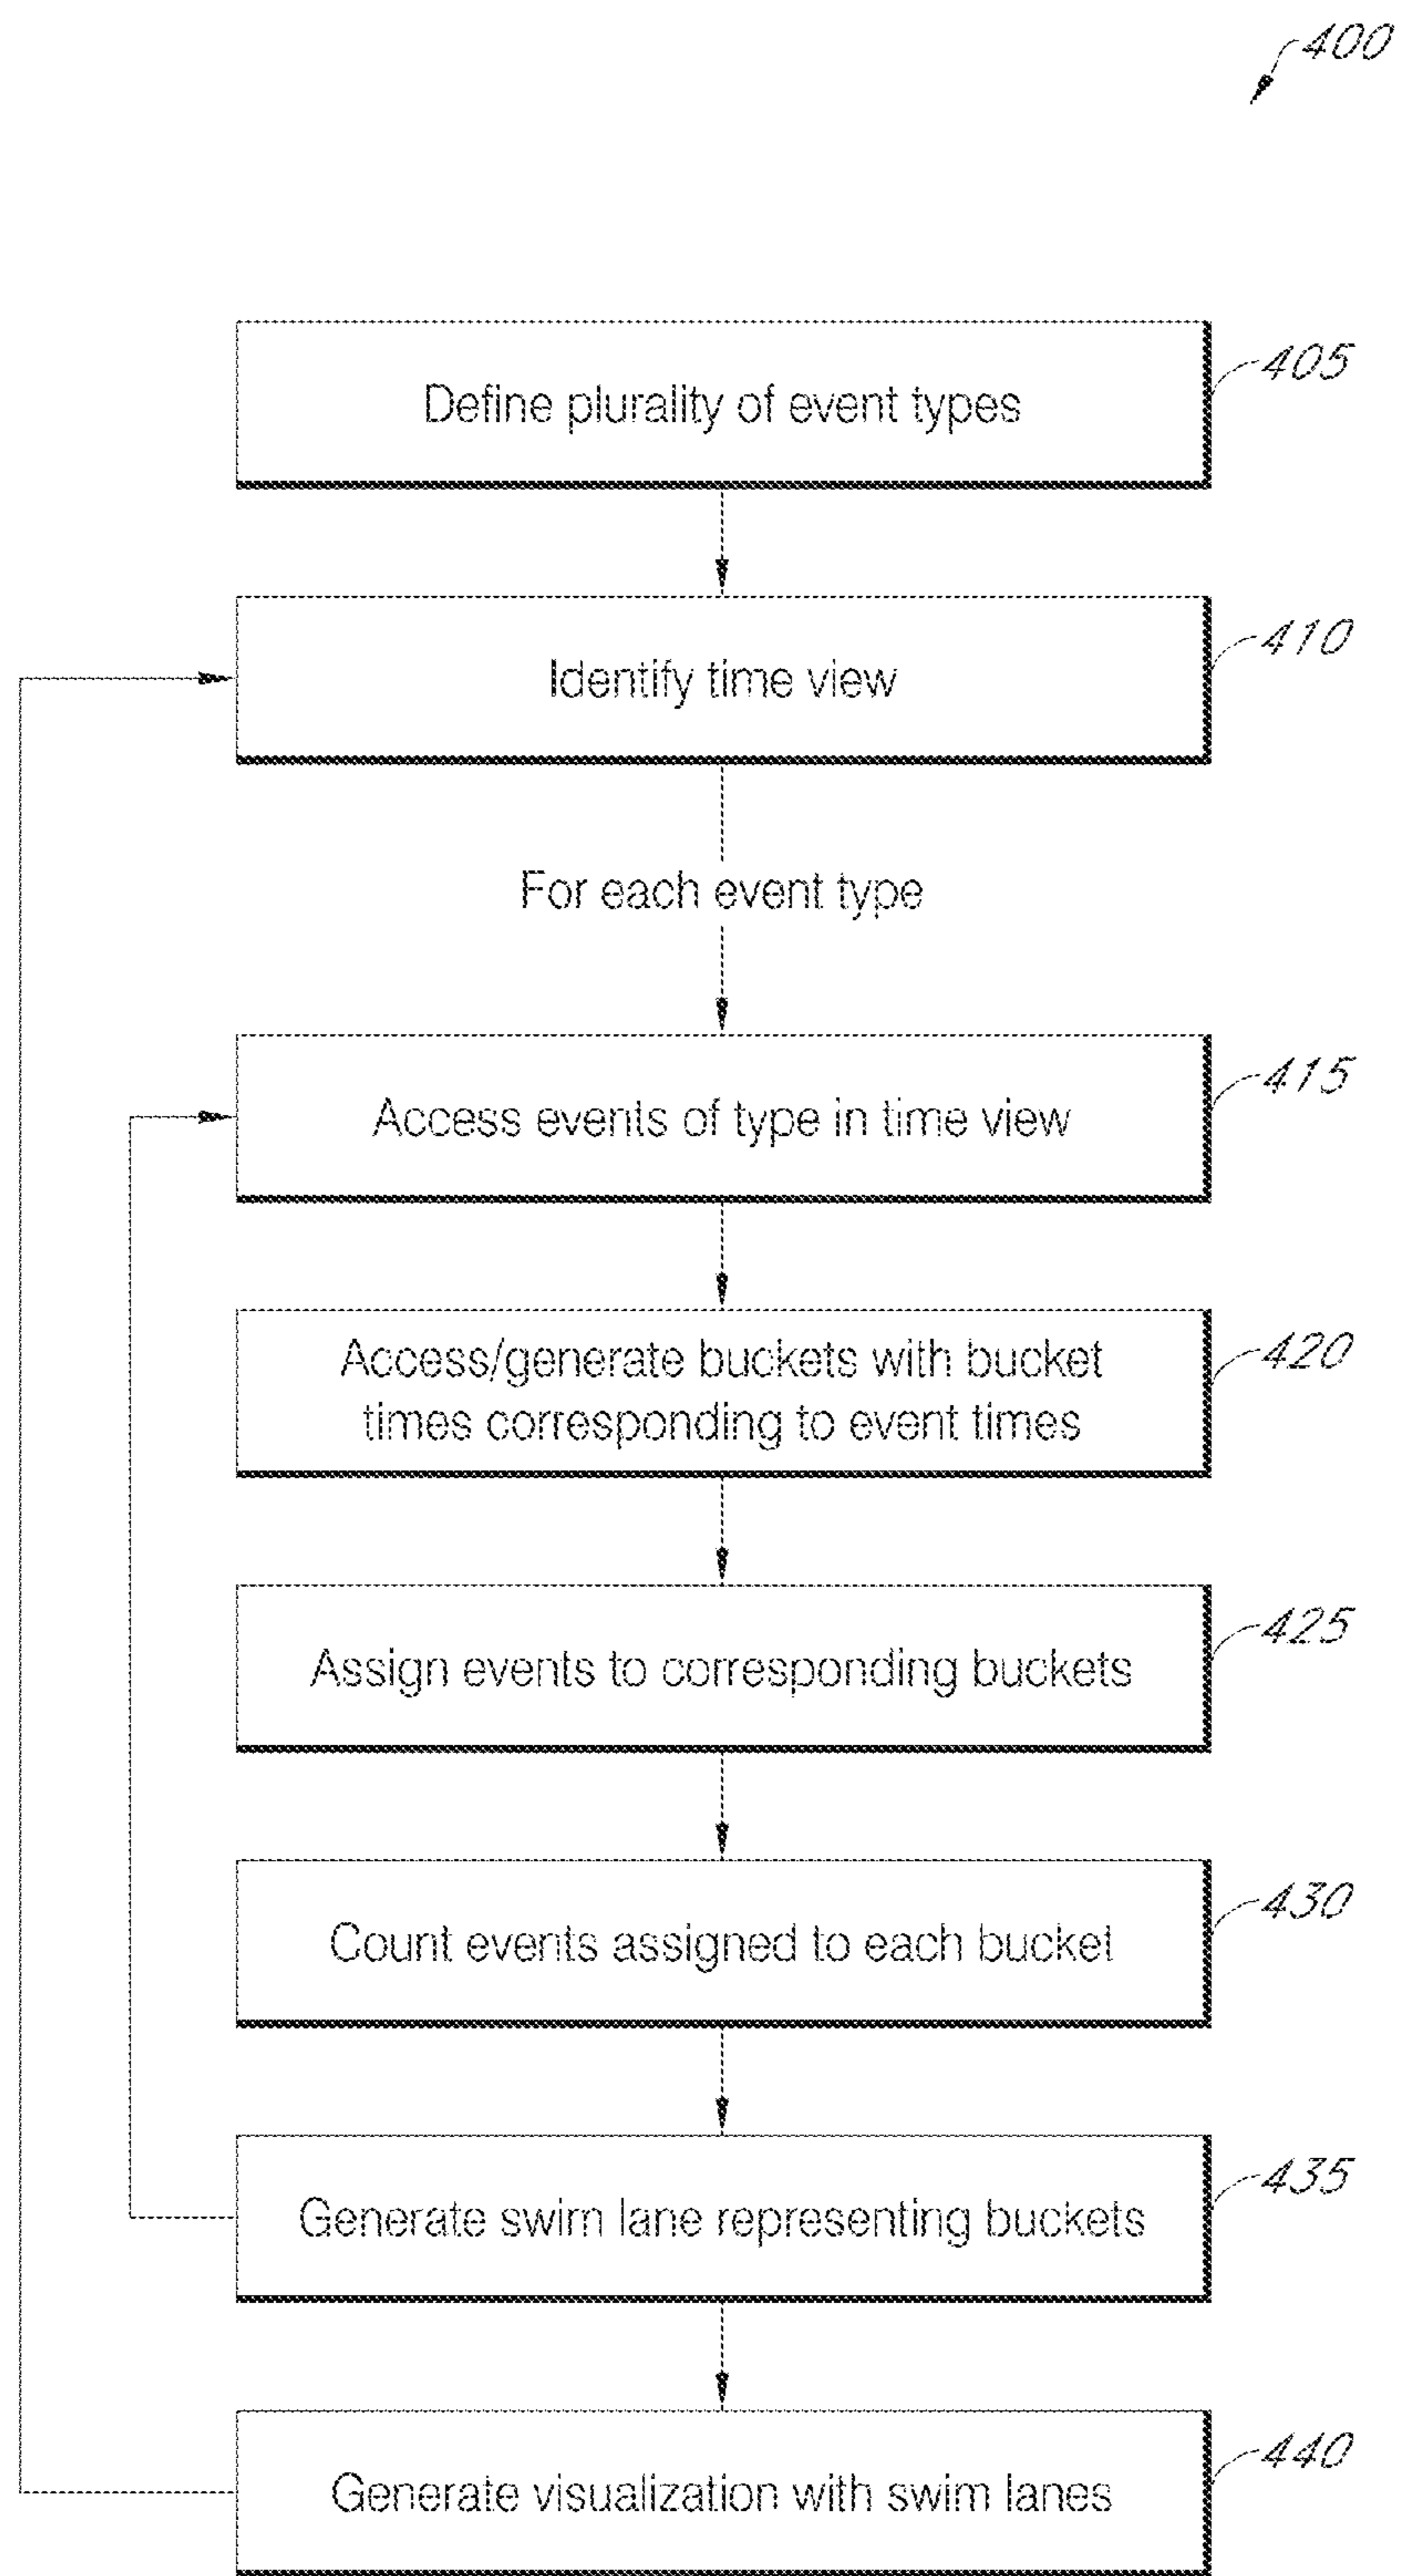 400
Define plurality of event types
405
Identify time view
410
For each event type
Access events of type in time view
415
Access/generate buckets with bucket
times corresponding to event times
420
Assign events to corresponding buckets
425
Count events assigned to each bucket
430
Generate swim lane representing buckets
435
Generate visualization with swim lanes
440